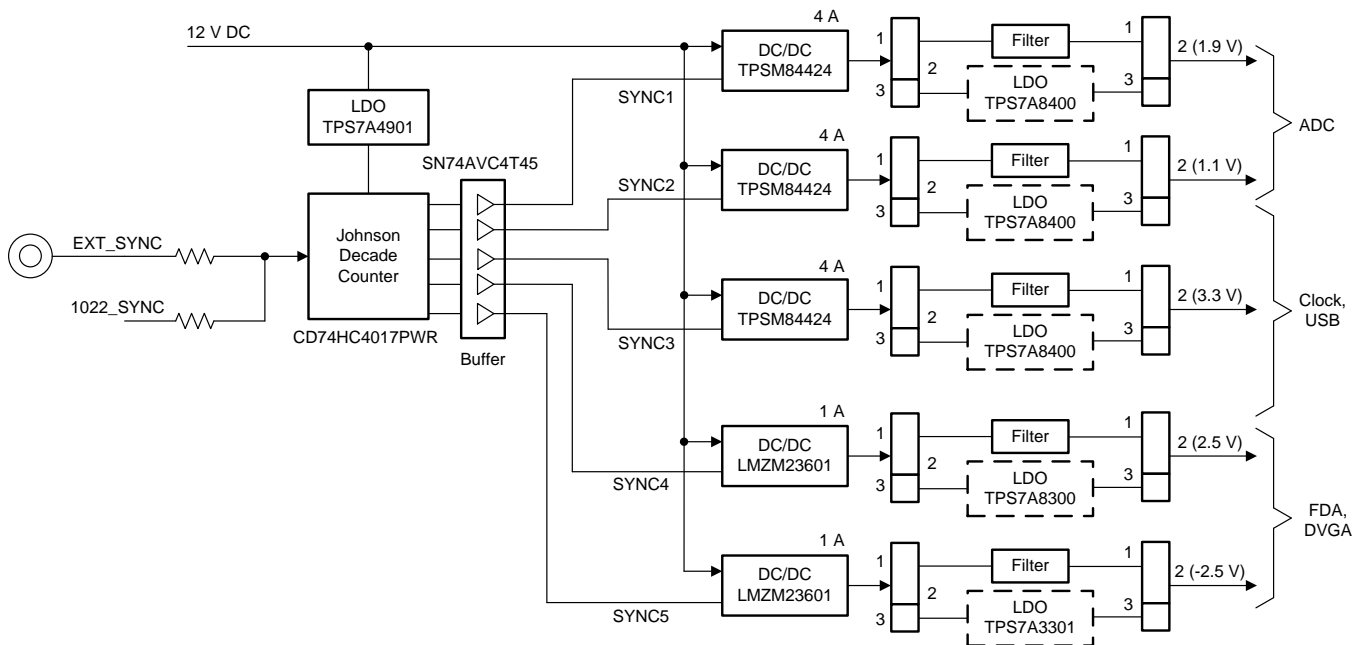 12 V DC
LDO
TPS7A4901
SN74AVC4T45
Johnson
Decade
Counter
CD74HC4017PWR
Buffer
EXT_SYNC
1022_SYNC
4 A
DC/DC
TPSM84424
SYNC1
1
2
3
Filter
LDO
TPS7A8400
1
3
2 (1.9 V)
ADC
4 A
DC/DC
TPSM84424
SYNC2
1
2
3
Filter
LDO
TPS7A8400
1
3
2 (1.1 V)
4 A
DC/DC
TPSM84424
SYNC3
1
2
3
Filter
LDO
TPS7A8400
1
3
2 (3.3 V)
Clock,
USB
1 A
DC/DC
LMZM23601
SYNC4
1
2
3
Filter
LDO
TPS7A8300
1
3
2 (2.5 V)
FDA,
DVGA
1 A
DC/DC
LMZM23601
SYNC5
1
2
3
Filter
LDO
TPS7A3301
1
3
2 (-2.5 V)